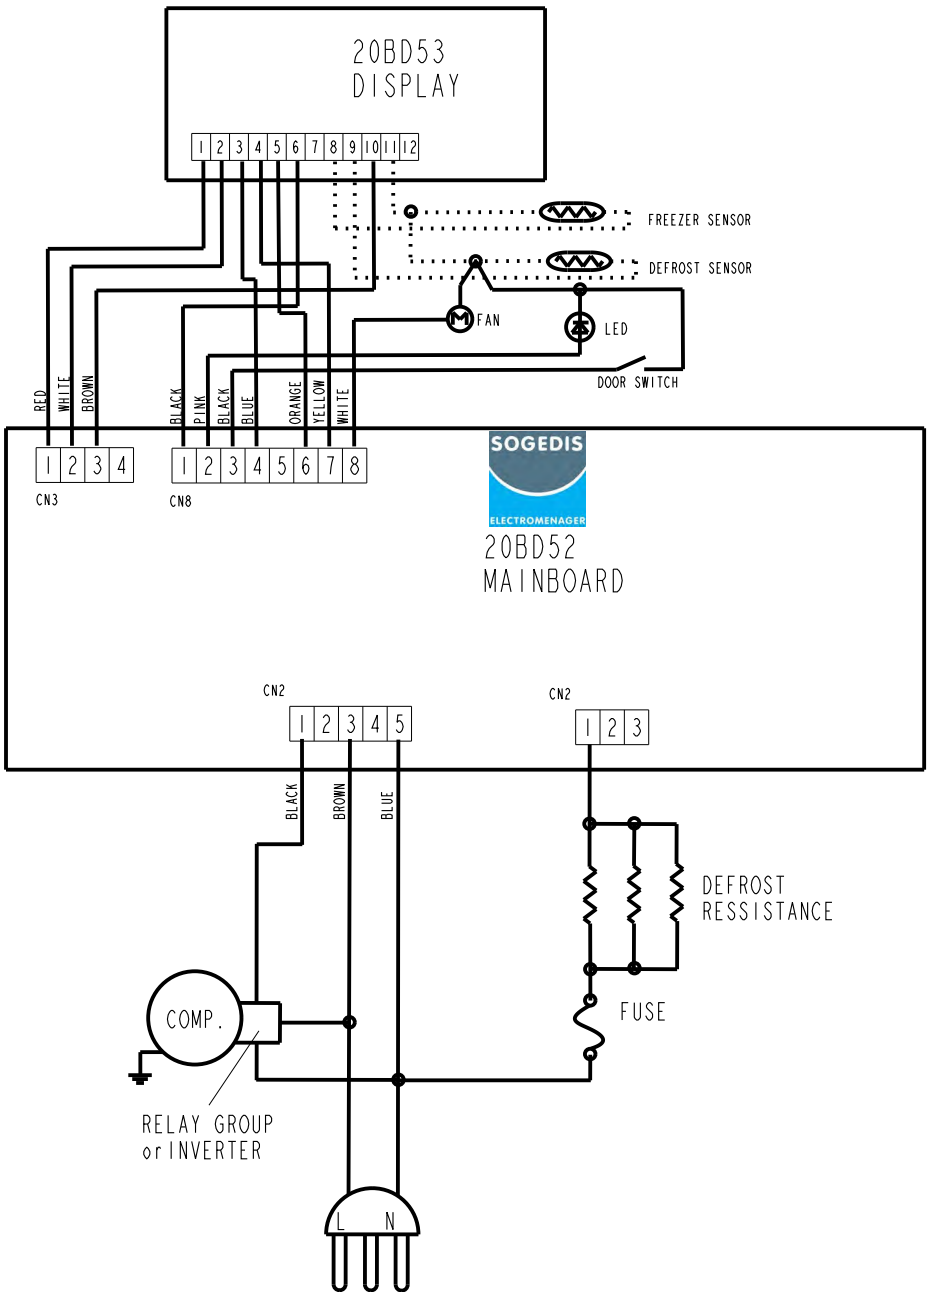 20BD53
DISPLAY
1 2 3 4 5 6 7 8 9 10 11 12
FREEZER SENSOR
DEFROST SENSOR
M FAN
LED
DOOR SWITCH
RED
WHITE
BROWN
BLACK
PINK
BLACK
BLUE
ORANGE
YELLOW
WHITE
1 2 3 4
CN3
1 2 3 4 5 6 7 8
CN8
SOGEDIS
ELECTROMENAGER
20BD52
MAINBOARD
CN2
1 2 3 4 5
CN2
1 2 3
BLACK
BROWN
BLUE
DEFROST
RESSISTANCE
FUSE
COMP.
RELAY GROUP
or INVERTER
L N